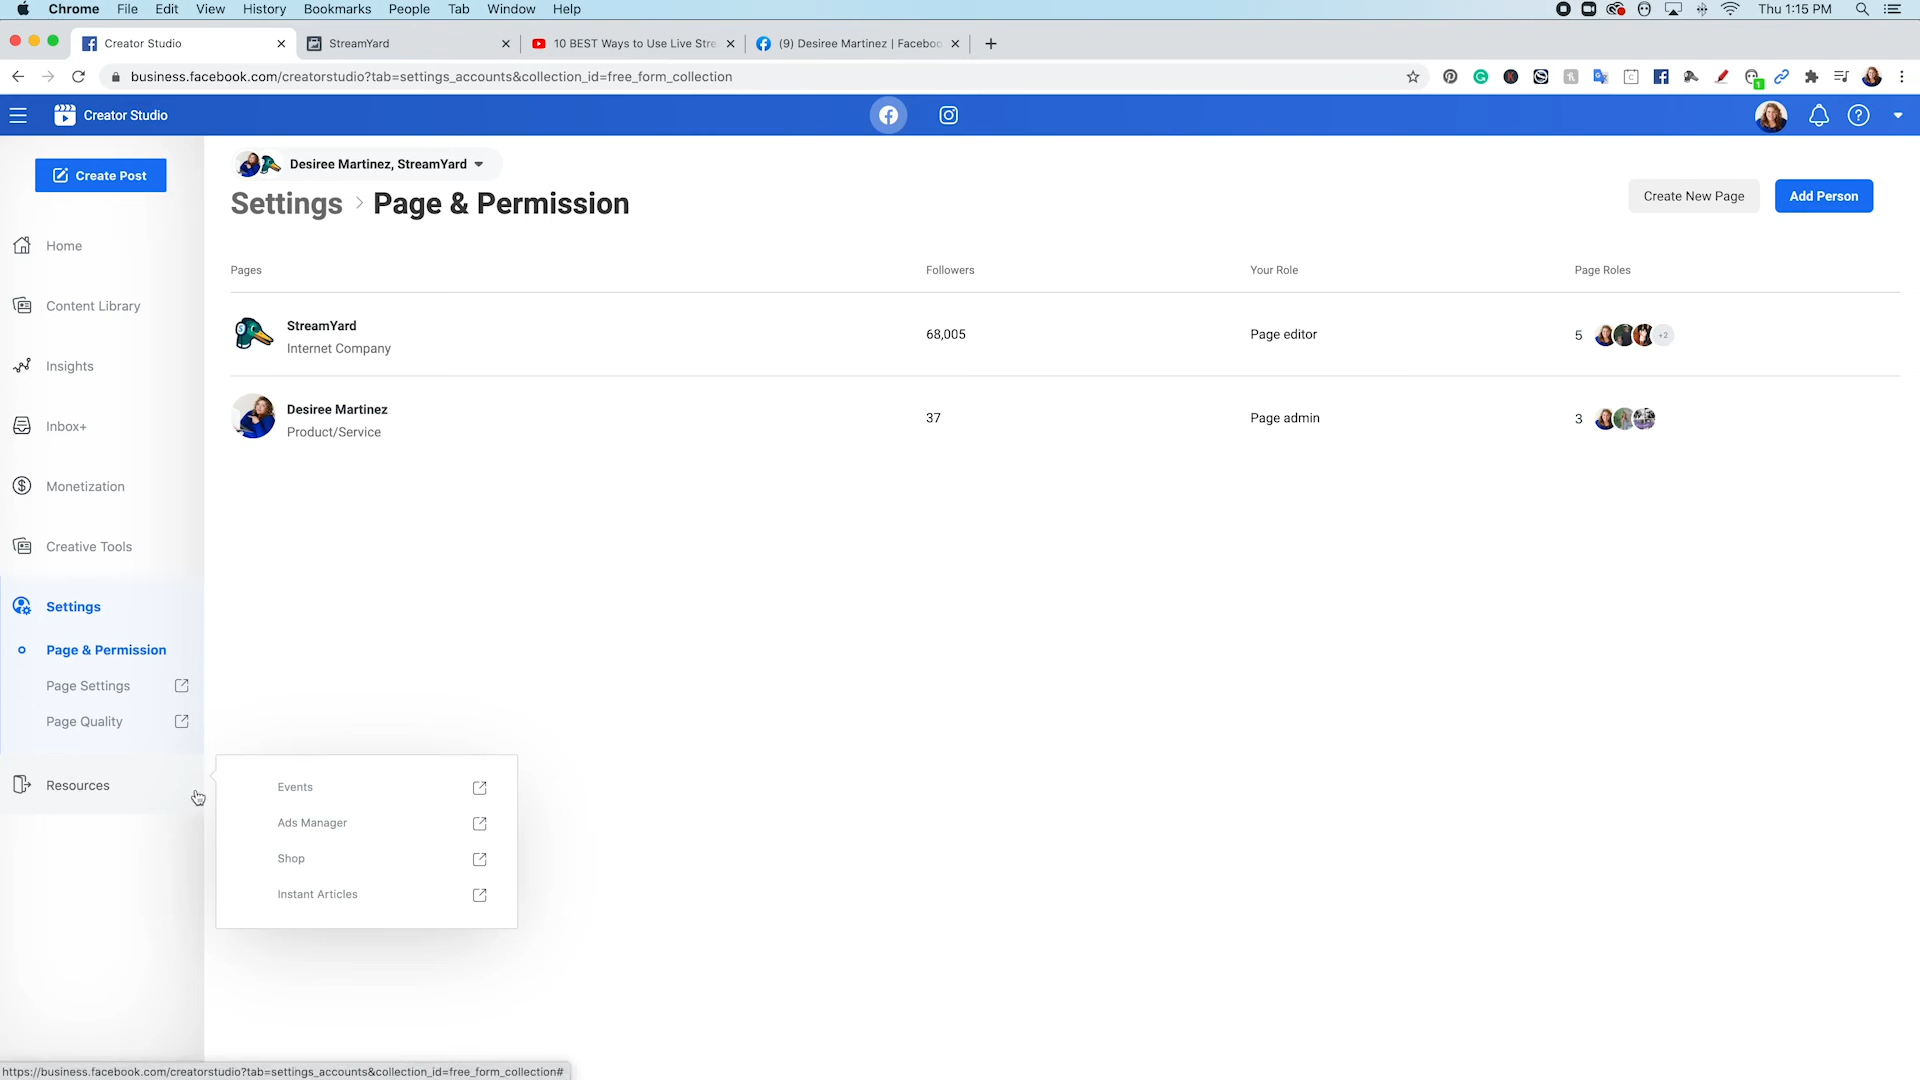 Chrome File Edit View History Bookmarks People Tab Window Help
Thu 1:15 PM
Creator Studio
StreamYard
10 BEST Ways to Use Live Stre
(9) Desiree Martinez | Faceboo
business.facebook.com/creatorstudio?tab=settings_accounts&collection_id=free_form_collection
1
Creator Studio
Create Post
Home
Content Library
Insights
Inbox+
Monetization
Creative Tools
Settings
Page & Permission
Page Settings
Page Quality
Resources
Events
Ads Manager
Shop
Instant Articles
Desiree Martinez, StreamYard
Settings > Page & Permission
Create New Page
Add Person
Pages Followers Your Role Page Roles
StreamYard
Internet Company
68,005
Page editor
5
+2
Desiree Martinez
Product/Service
37
Page admin
3
https://business.facebook.com/creatorstudio?tab=settings_accounts&collection_id=free_form_collection#